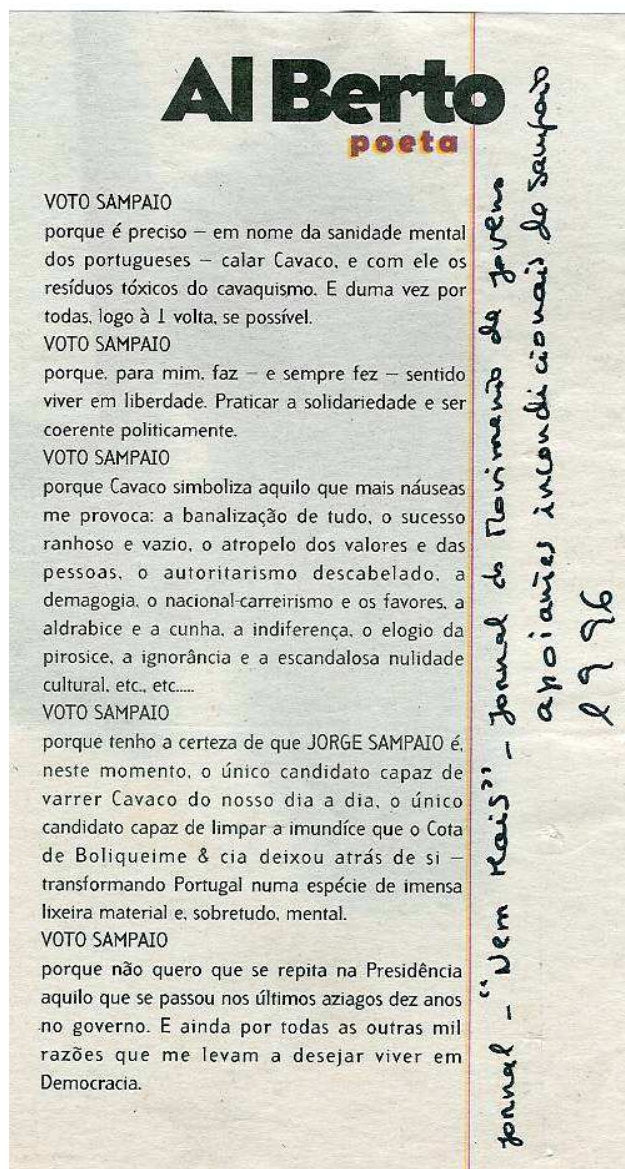 Al Berto
poeta
VOTO SAMPAIO
porque é preciso – em nome da sanidade mental
dos portugueses – calar Cavaco, e com ele os
resíduos tóxicos do cavaquismo. E duma vez por
todas, logo à 1 volta, se possível.
VOTO SAMPAIO
porque, para mim, faz – e sempre fez – sentido
viver em liberdade. Praticar a solidariedade e ser
coerente politicamente.
VOTO SAMPAIO
porque Cavaco simboliza aquilo que mais náuseas
me provoca: a banalização de tudo, o sucesso
ranhoso e vazio, o atropelo dos valores e das
pessoas, o autoritarismo descabelado, a
demagogia, o nacional-carreirismo e os favores, a
aldrabice e a cunha, a indiferença, o elogio da
pirosice, a ignorância e a escandalosa nulidade
cultural, etc., etc.....
VOTO SAMPAIO
porque tenho a certeza de que JORGE SAMPAIO é,
neste momento, o único candidato capaz de
varrer Cavaco do nosso dia a dia, o único
candidato capaz de limpar a imundíce que o Cota
de Boliqueime & cia deixou atrás de si –
transformando Portugal numa espécie de imensa
lixeira material e, sobretudo, mental.
VOTO SAMPAIO
porque não quero que se repita na Presidência
aquilo que se passou nos últimos aziagos dez anos
no governo. E ainda por todas as outras mil
razões que me levam a desejar viver em
Democracia.
Jornal - "Nem Mais" - Jornal do Movimento de jovens
apoiantes incondicionais de Sampaio
1996